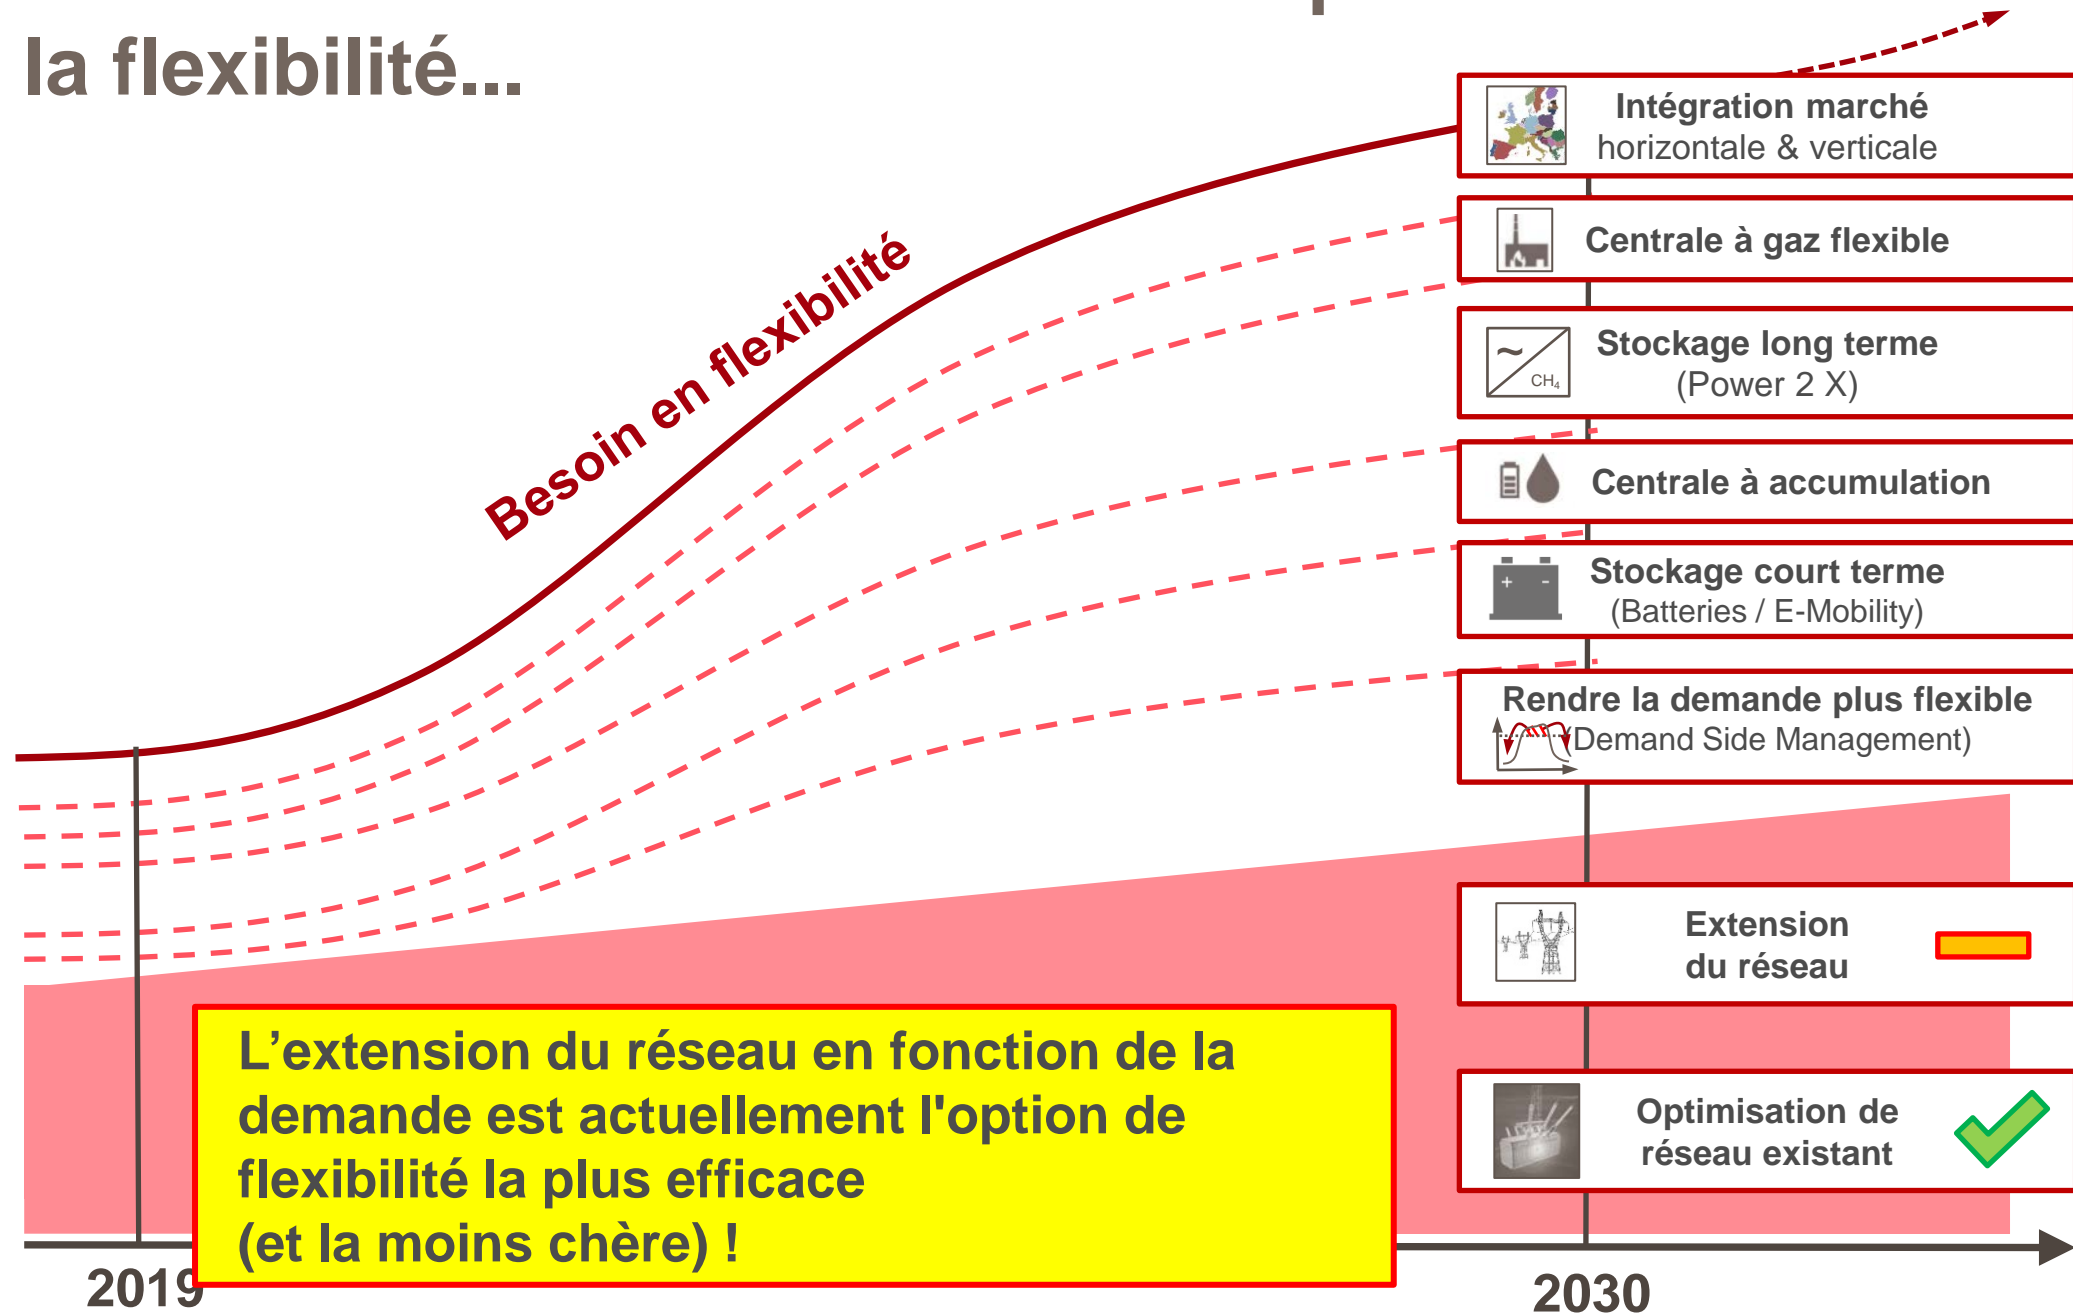 la flexibilité...
Besoin en flexibilité
Intégration marché
horizontale & verticale
Centrale à gaz flexible
~
CH₄
Stockage long terme
(Power 2 X)
Centrale à accumulation
+ -
Stockage court terme
(Batteries / E-Mobility)
Rendre la demande plus flexible
(Demand Side Management)
Extension
du réseau
Optimisation de
réseau existant
L’extension du réseau en fonction de la
demande est actuellement l'option de
flexibilité la plus efficace
(et la moins chère) !
2019
2030